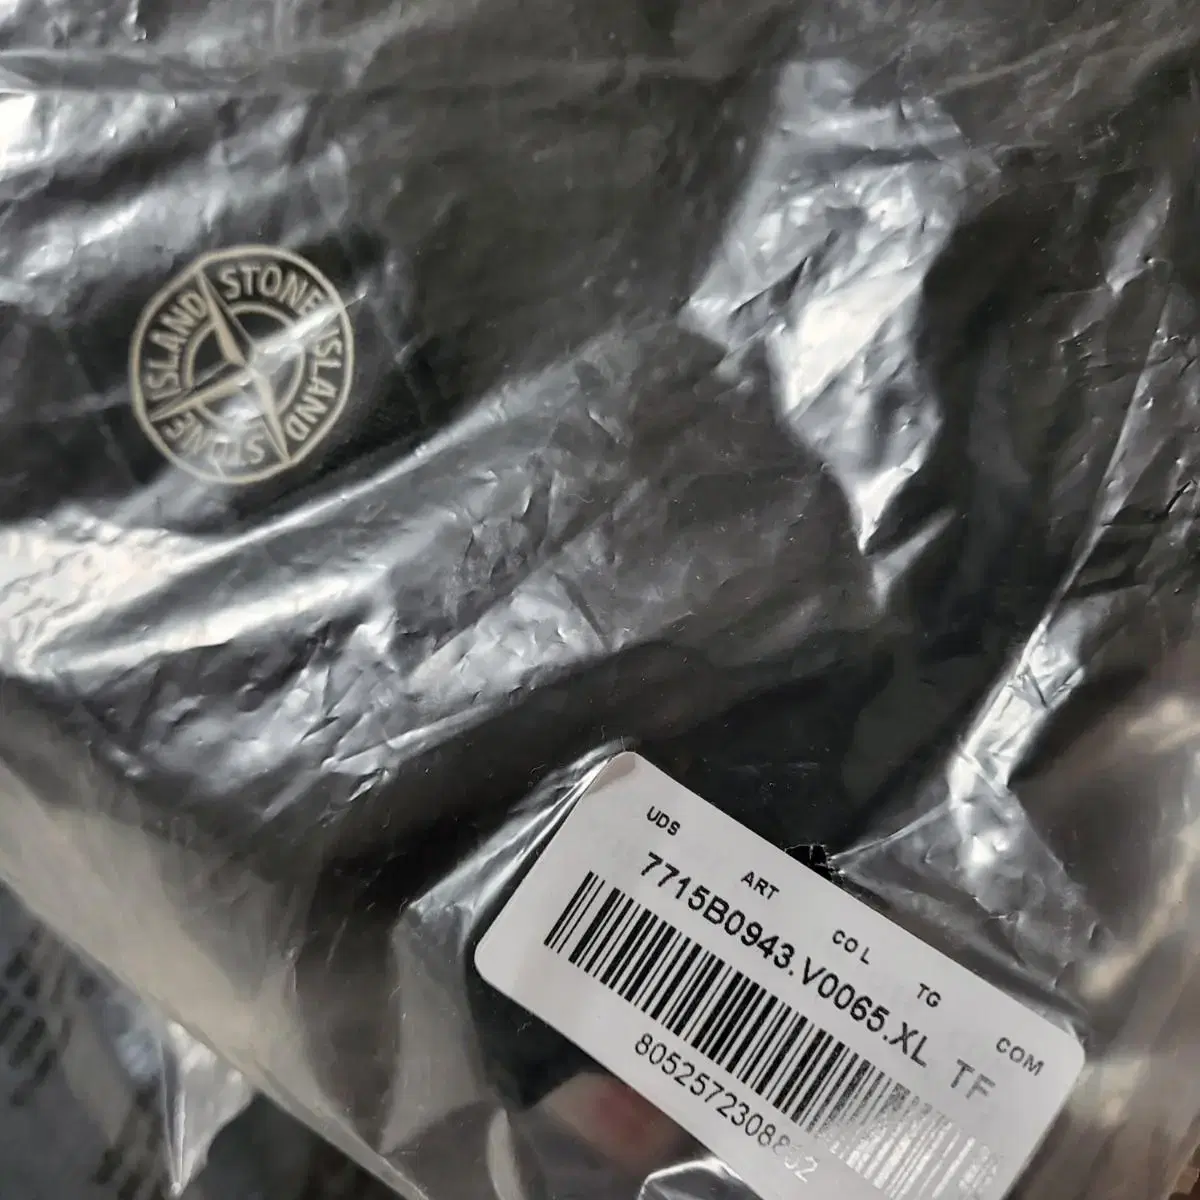 STONE ISLAND
STONE ISLAND
UDS ART COL TG COM
7715B0943.V0065.XL TF